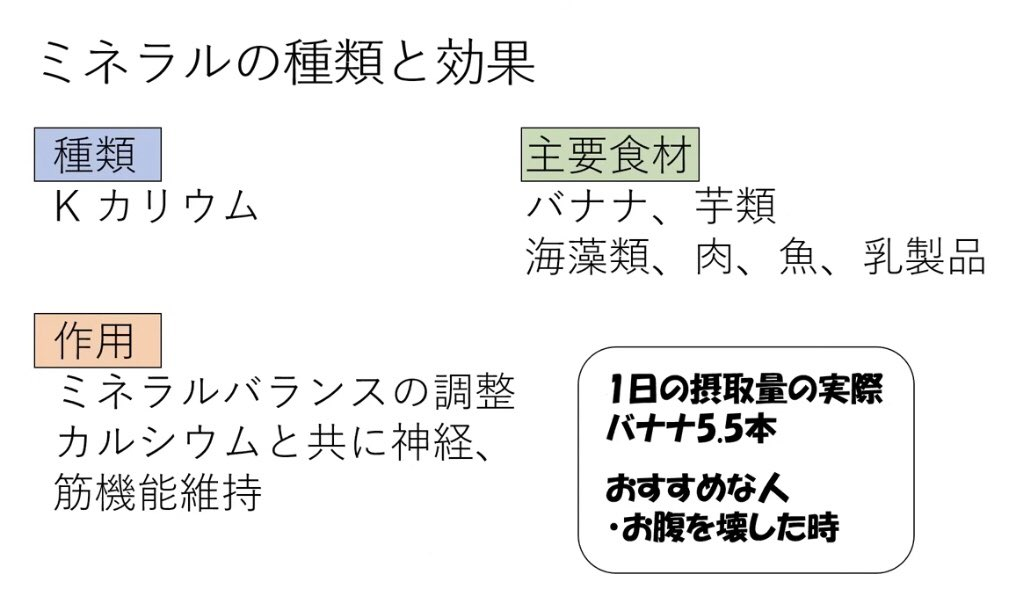 ミネラルの種類と効果
種類
K カリウム
主要食材
バナナ、芋類
海藻類、肉、魚、乳製品
作用
ミネラルバランスの調整
カルシウムと共に神経、
筋機能維持
1日の摂取量の実際
バナナ5.5本
おすすめな人
・お腹を壊した時